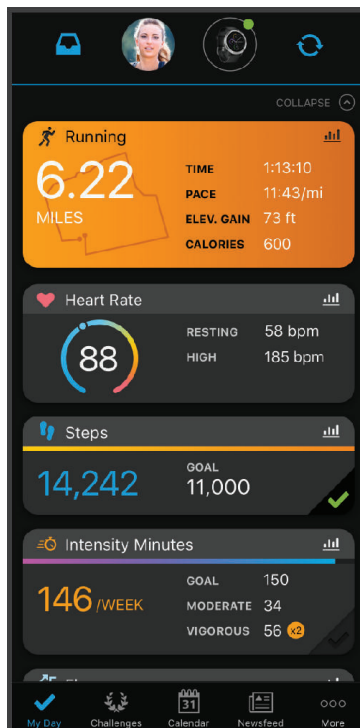 COLLAPSE
Running
6.22
MILES
TIME 1:13:10
PACE 11:43/mi
ELEV. GAIN 73 ft
CALORIES 600
Heart Rate
88
RESTING 58 bpm
HIGH 185 bpm
Steps
14,242
GOAL
11,000
Intensity Minutes
146 /WEEK
GOAL 150
MODERATE 34
VIGOROUS 56 x2
31
My Day Challenges Calendar Newsfeed More